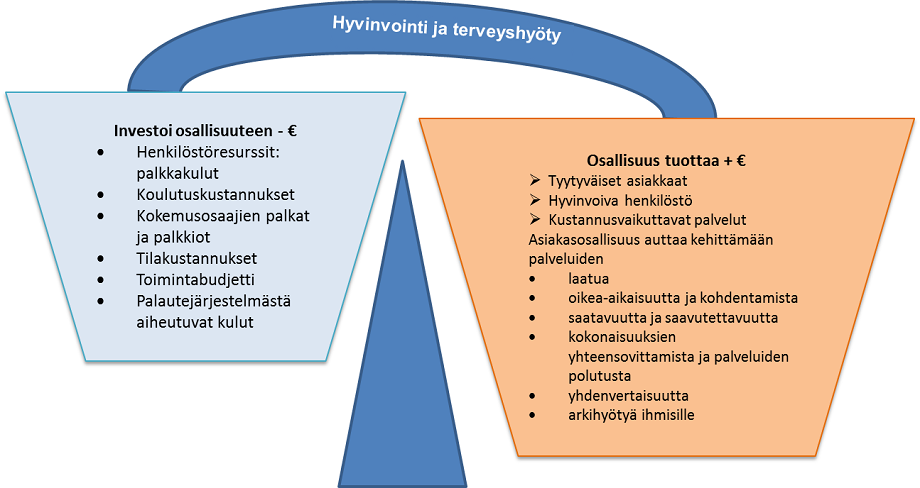 Hyvinvointi ja terveyshyöty
Investoi osallisuuteen - €
• Henkilöstöresurssit:
palkkakulut
• Koulutuskustannukset
• Kokemusosaajien palkat
ja palkkiot
• Tilakustannukset
• Toimintabudjetti
• Palautejärjestelmästä
aiheutuvat kulut
Osallisuus tuottaa + €
➢ Tyytyväiset asiakkaat
➢ Hyvinvoiva henkilöstö
➢ Kustannusvaikuttavat palvelut
Asiakasosallisuus auttaa kehittämään
palveluiden
• laatua
• oikea-aikaisuutta ja kohdentamista
• saatavuutta ja saavutettavuutta
• kokonaisuuksien
yhteensovittamista ja palveluiden
polutusta
• yhdenvertaisuutta
• arkihyötyä ihmisille